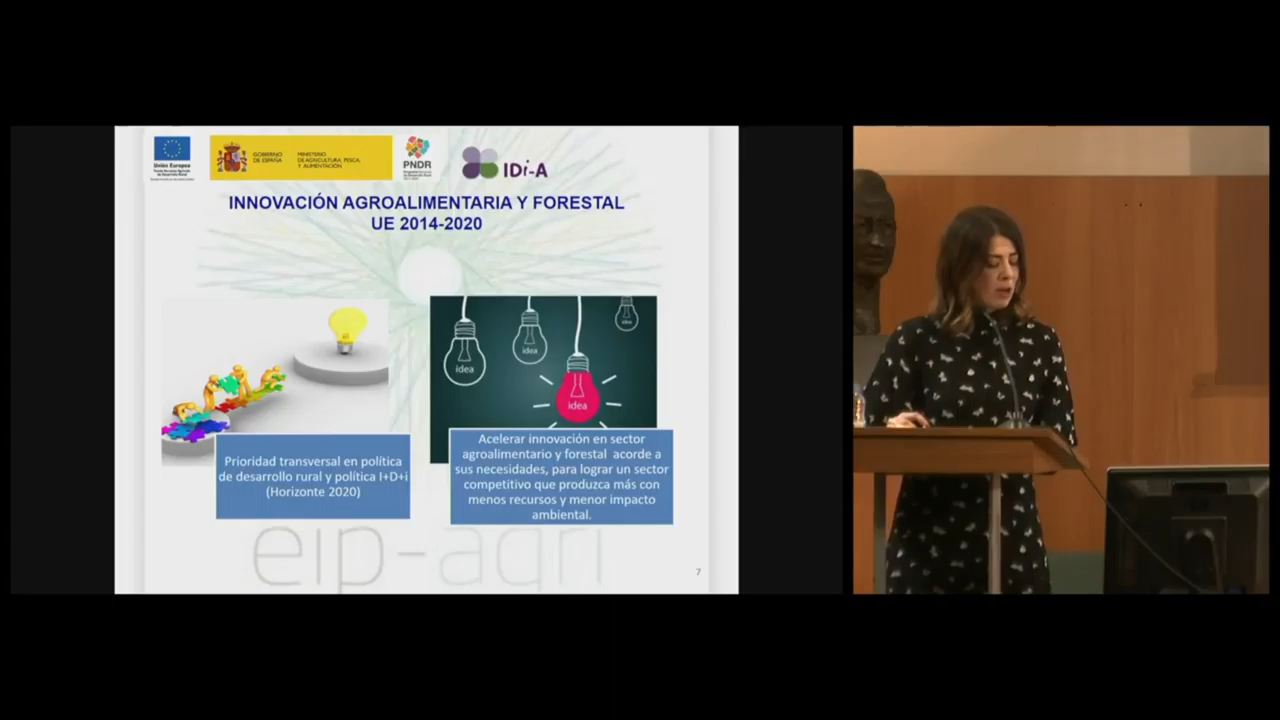 Unión Europea
GOBIERNO
DE ESPAÑA
MINISTERIO
DE AGRICULTURA, PESCA,
Y ALIMENTACIÓN
PNDR
IDi-A
INNOVACIÓN AGROALIMENTARIA Y FORESTAL
UE 2014-2020
idea
idea
idea
idea
Prioridad transversal en política
de desarrollo rural y política I+D+i
(Horizonte 2020)
Acelerar innovación en sector
agroalimentario y forestal acorde a
sus necesidades, para lograr un sector
competitivo que produzca más con
menos recursos y menor impacto
ambiental.
eip-agri
7